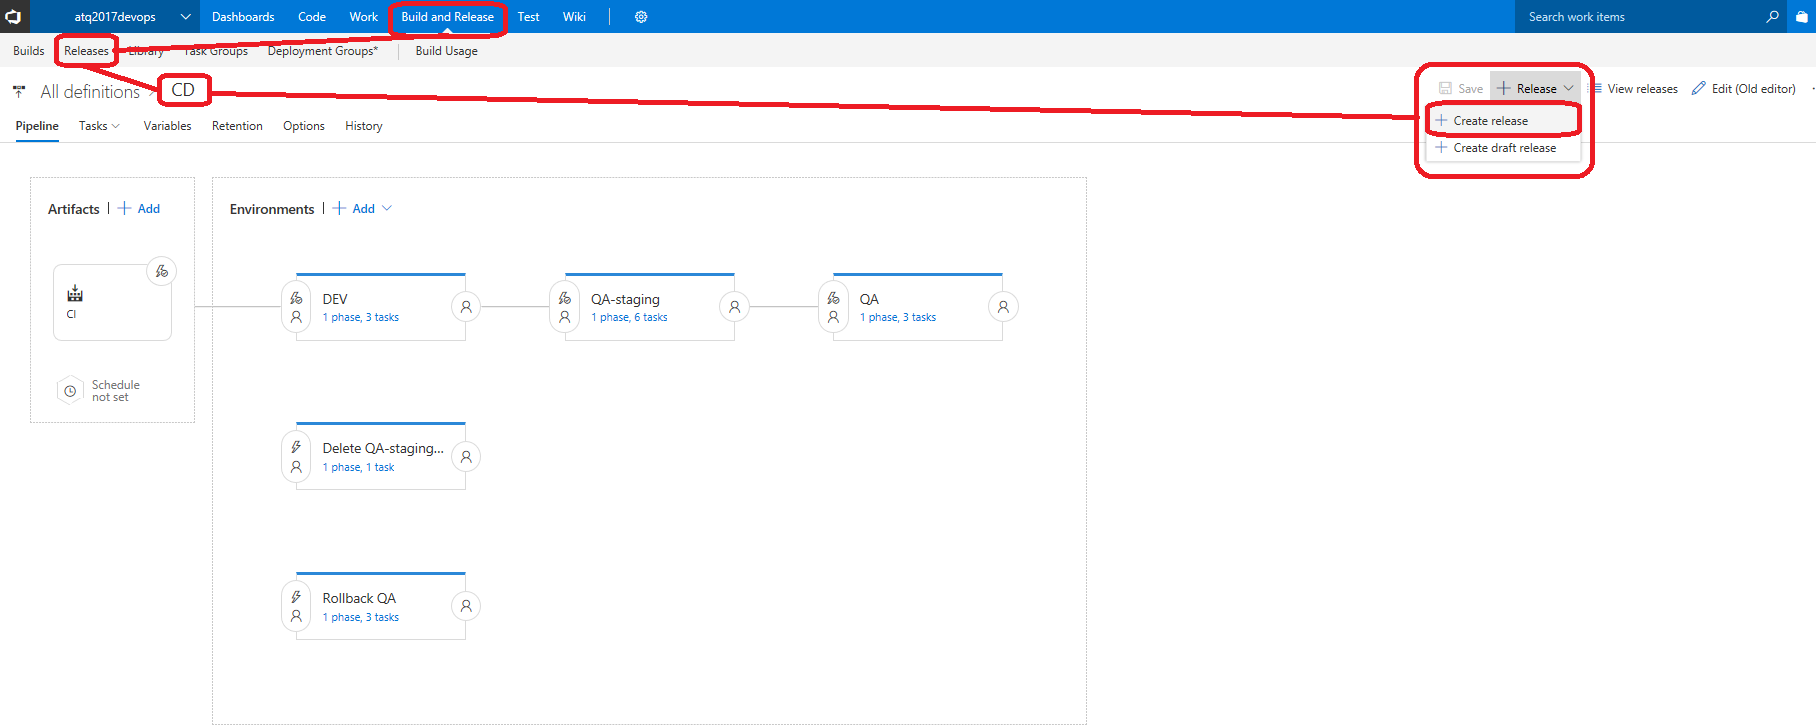 atq2017devops Dashboards Code Work Build and Release Test Wiki Search work items
Builds Releases Library Task Groups Deployment Groups* Build Usage
All definitions CD Save Release View releases Edit (Old editor)
Create release
Create draft release
Pipeline Tasks Variables Retention Options History
Artifacts | + Add
Environments | + Add
CI
Schedule
not set
DEV
1 phase, 3 tasks
QA-staging
1 phase, 6 tasks
QA
1 phase, 3 tasks
Delete QA-staging...
1 phase, 1 task
Rollback QA
1 phase, 3 tasks